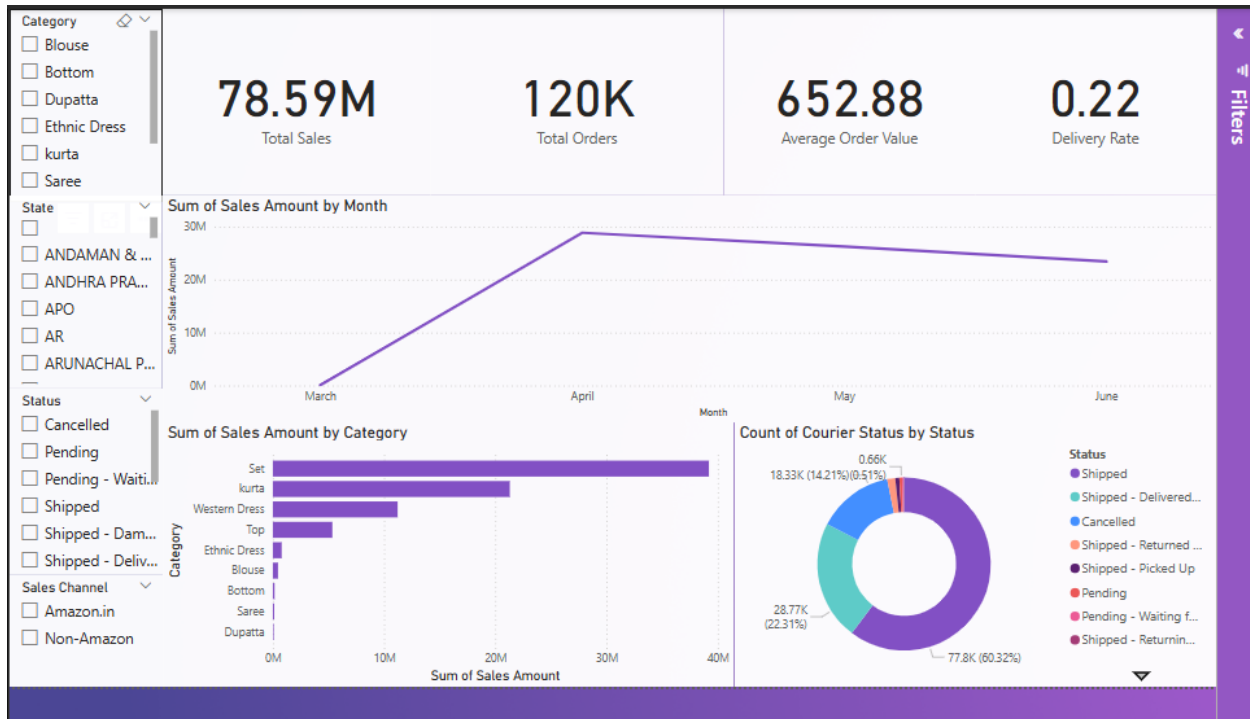 Category
Blouse
Bottom
Dupatta
Ethnic Dress
kurta
Saree
State
ANDAMAN & ...
ANDHRA PRA...
APO
AR
ARUNACHAL P...
Status
Cancelled
Pending
Pending - Waiti...
Shipped
Shipped - Dam...
Shipped - Deliv...
Sales Channel
Amazon.in
Non-Amazon
78.59M
Total Sales
120K
Total Orders
652.88
Average Order Value
0.22
Delivery Rate
Sum of Sales Amount by Month
Sum of Sales Amount
30M
20M
10M
0M
March
April
May
June
Month
Sum of Sales Amount by Category
Category
Set
kurta
Western Dress
Top
Ethnic Dress
Blouse
Bottom
Saree
Dupatta
0M
10M
20M
30M
40M
Sum of Sales Amount
Count of Courier Status by Status
0.66K
(0.51%)
18.33K (14.21%)
28.77K
(22.31%)
77.8K (60.32%)
Status
Shipped
Shipped - Delivered...
Cancelled
Shipped - Returned ...
Shipped - Picked Up
Pending
Pending - Waiting f...
Shipped - Returnin...
Filters